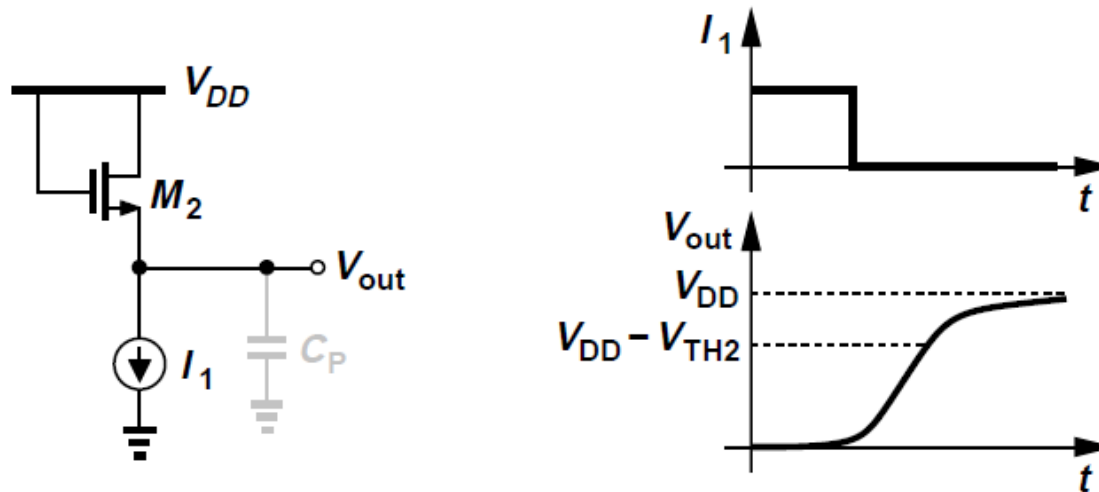 V_DD
M_2
V_out
I_1
C_P
I_1
t
V_out
V_DD
V_DD − V_TH2
t